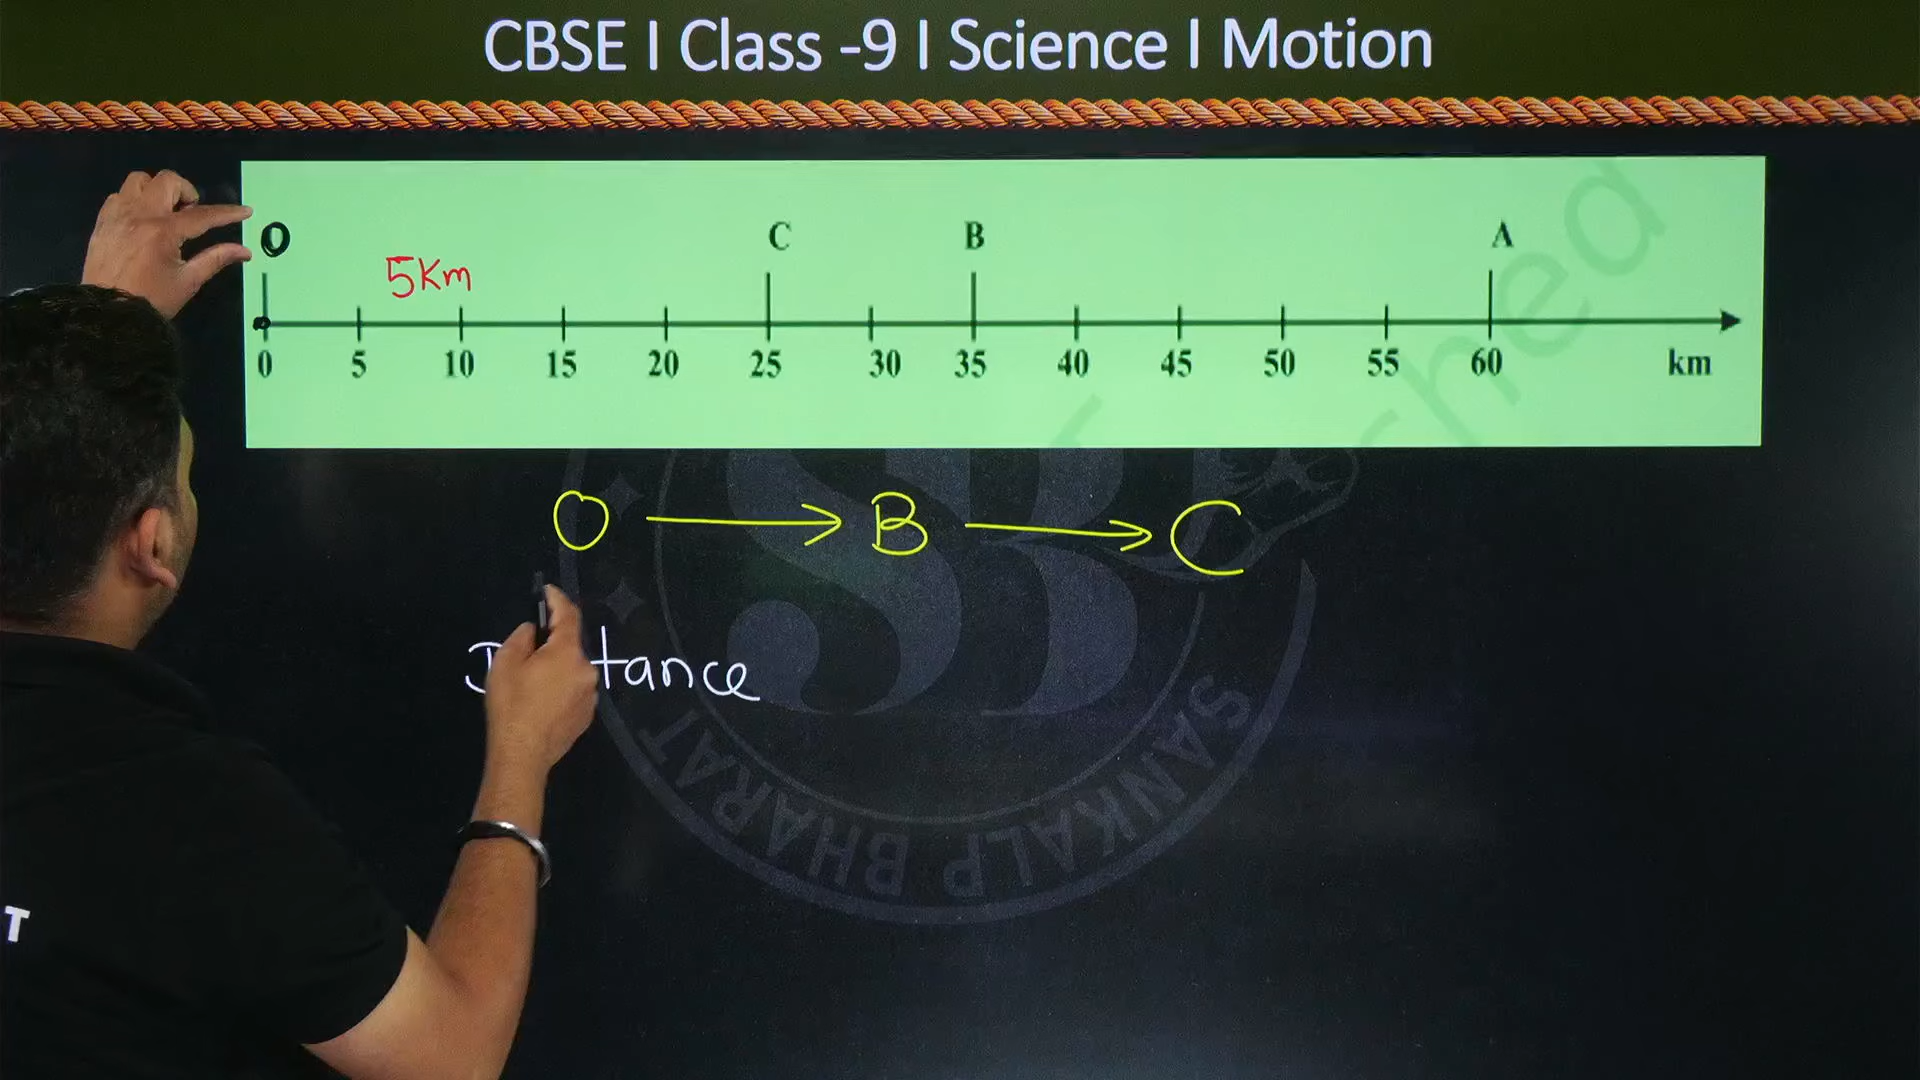 CBSE I Class -9 I Science I Motion
O C B A
5Km
0 5 10 15 20 25 30 35 40 45 50 55 60 km
O → B → C
tance
SANKALP BHARAT
T